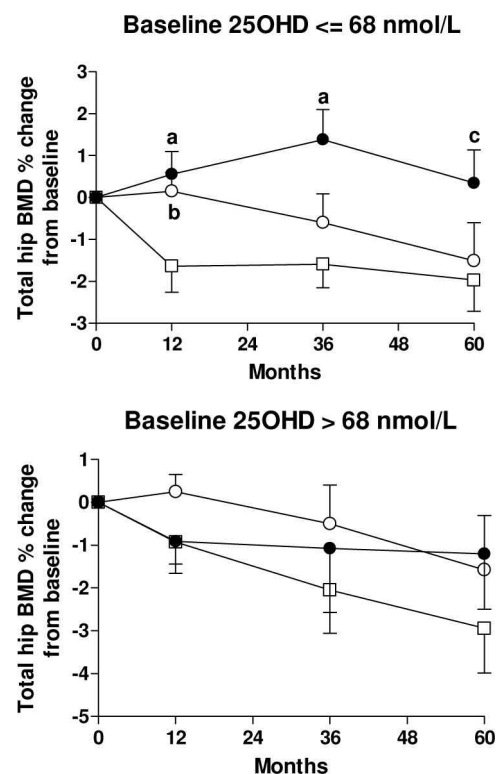 Baseline 25OHD <= 68 nmol/L
Total hip BMD % change
from baseline
3
2
1
0
-1
-2
-3
a
a
c
b
0
12
24
36
48
60
Months
Baseline 25OHD > 68 nmol/L
Total hip BMD % change
from baseline
1
0
-1
-2
-3
-4
-5
0
12
24
36
48
60
Months